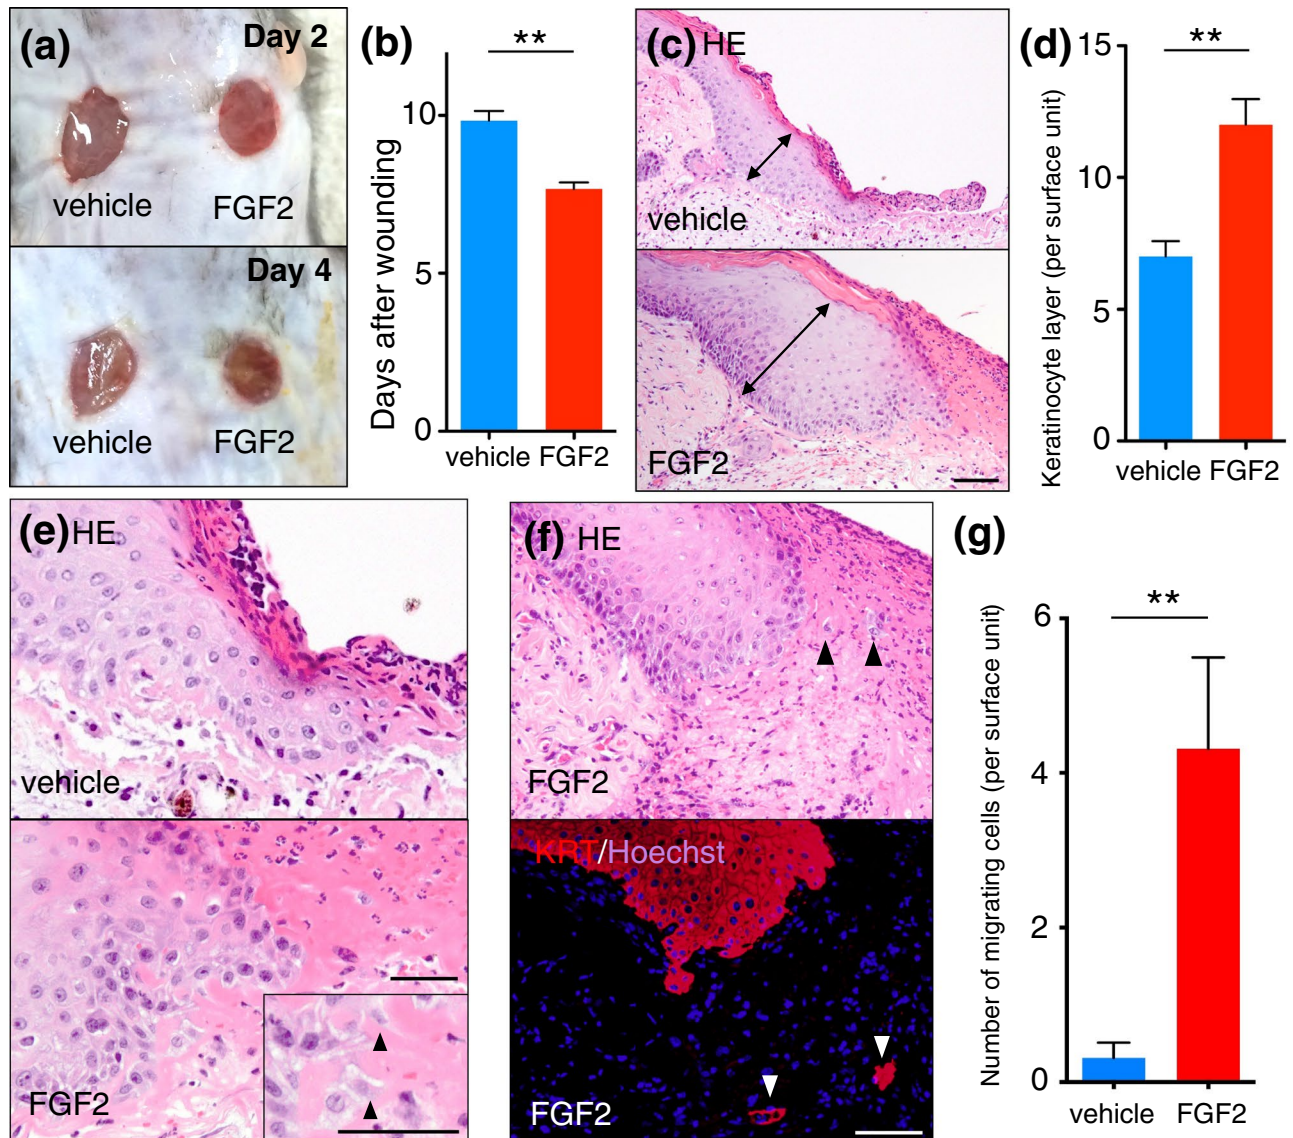 (a)
Day 2
vehicle
FGF2
Day 4
vehicle
FGF2
(b)
**
Days after wounding
10
5
0
vehicle FGF2
(c) HE
vehicle
FGF2
(d)
**
Keratinocyte layer (per surface unit)
15
10
5
0
vehicle FGF2
(e) HE
vehicle
FGF2
(f) HE
FGF2
KRT/Hoechst
FGF2
(g)
**
Number of migrating cells (per surface unit)
6
4
2
0
vehicle FGF2